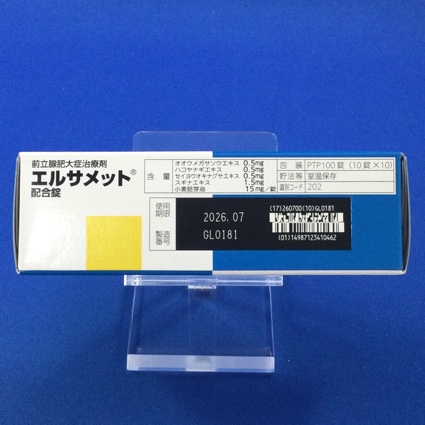 前立腺肥大症治療剤
エルサメット®
配合錠
含量
オオウメガサソウエキス 0.5mg
ハコヤナギエキス 0.5mg
セイヨウオキナグサエキス 0.5mg
スギナエキス 1.5mg
小麦胚芽油 15mg/錠
包装 PTP100錠(10錠×10)
貯法等 室温保存
識別コード 202
使用期限 2026.07
製造番号 GL0181
(17)260700(10)GL0181
(01)14987123410462